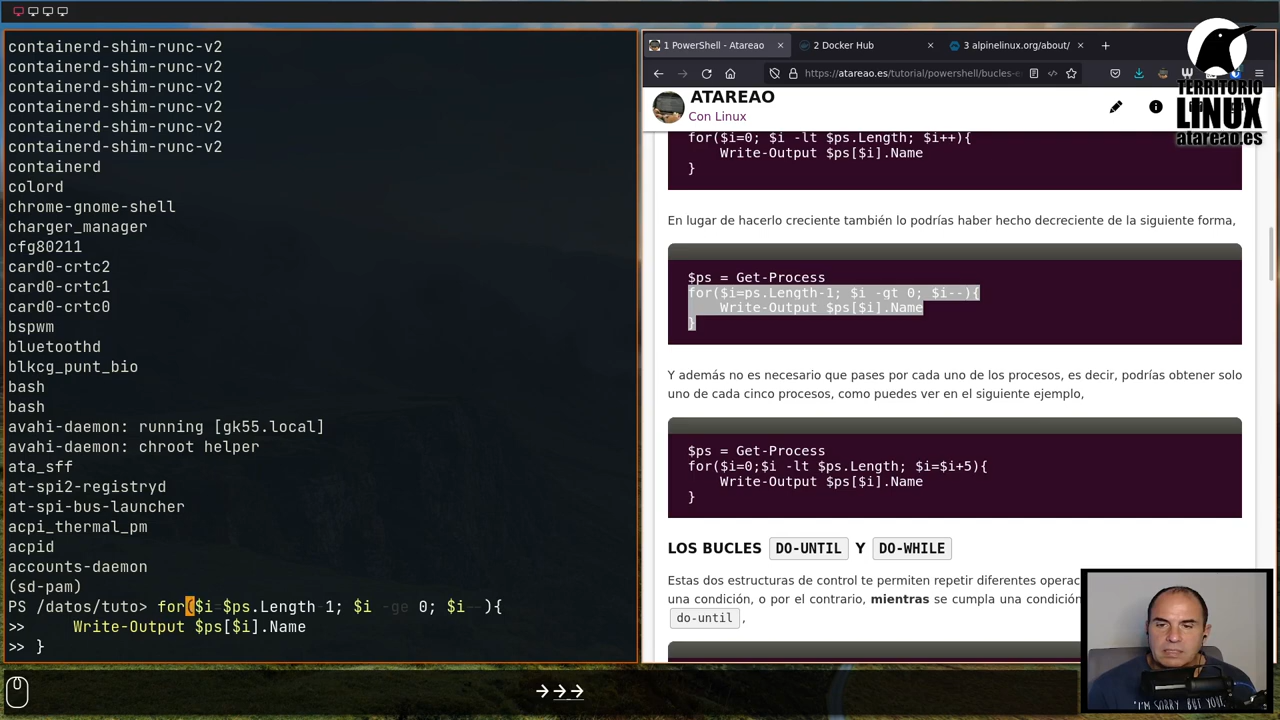 containerd-shim-runc-v2
containerd-shim-runc-v2
containerd-shim-runc-v2
containerd-shim-runc-v2
containerd-shim-runc-v2
containerd-shim-runc-v2
containerd
colord
chrome-gnome-shell
charger_manager
cfg80211
card0-crtc2
card0-crtc1
card0-crtc0
bspwm
bluetoothd
blkcg_punt_bio
bash
bash
avahi-daemon: running [gk55.local]
avahi-daemon: chroot helper
ata_sff
at-spi2-registryd
at-spi-bus-launcher
acpi_thermal_pm
acpid
accounts-daemon
(sd-pam)
PS /datos/tuto> for($i=$ps.Length-1; $i -ge 0; $i--){
>>     Write-Output $ps[$i].Name
>> }
1 PowerShell - Atareao
2 Docker Hub
3 alpinelinux.org/about/
https://atareao.es/tutorial/powershell/bucles-e
TERRITORIO
LINUX
atareao.es
ATAREAO
Con Linux
for($i=0; $i -lt $ps.Length; $i++){
    Write-Output $ps[$i].Name
}
En lugar de hacerlo creciente también lo podrías haber hecho decreciente de la siguiente forma,
$ps = Get-Process
for($i=ps.Length-1; $i -gt 0; $i--){
    Write-Output $ps[$i].Name
}
Y además no es necesario que pases por cada uno de los procesos, es decir, podrías obtener solo
uno de cada cinco procesos, como puedes ver en el siguiente ejemplo,
$ps = Get-Process
for($i=0;$i -lt $ps.Length; $i=$i+5){
    Write-Output $ps[$i].Name
}
LOS BUCLES DO-UNTIL Y DO-WHILE
Estas dos estructuras de control te permiten repetir diferentes operac
una condición, o por el contrario, mientras se cumpla una condición
do-until ,
→→→
I'M SORRY BUT YOUR